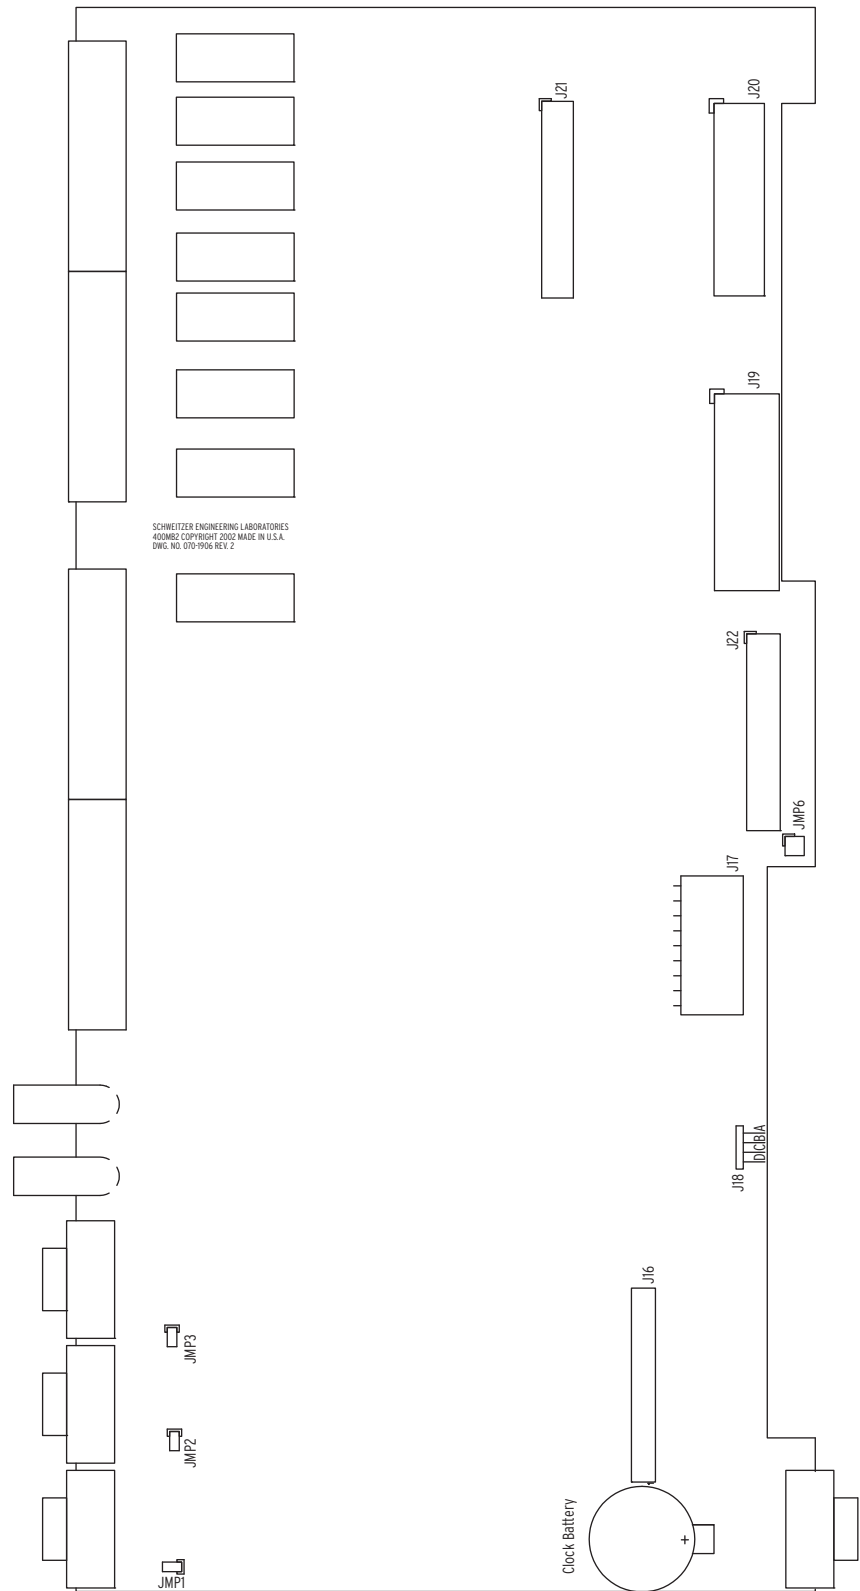 J21
J20
J19
SCHWEITZER ENGINEERING LABORATORIES
400MB2 COPYRIGHT 2002 MADE IN U.S.A.
DWG. NO. 070-1906 REV. 2
J22
JMP6
J17
DCBA
J18
J16
JMP3
JMP2
Clock Battery
+
JMP1